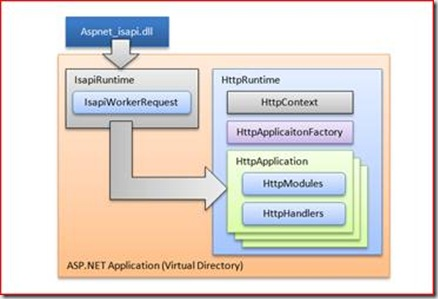 Aspnet_isapi.dll
IsapiRuntime
IsapiWorkerRequest
HttpRuntime
HttpContext
HttpApplicaitonFactory
HttpApplication
HttpModules
HttpHandlers
ASP.NET Application (Virtual Directory)